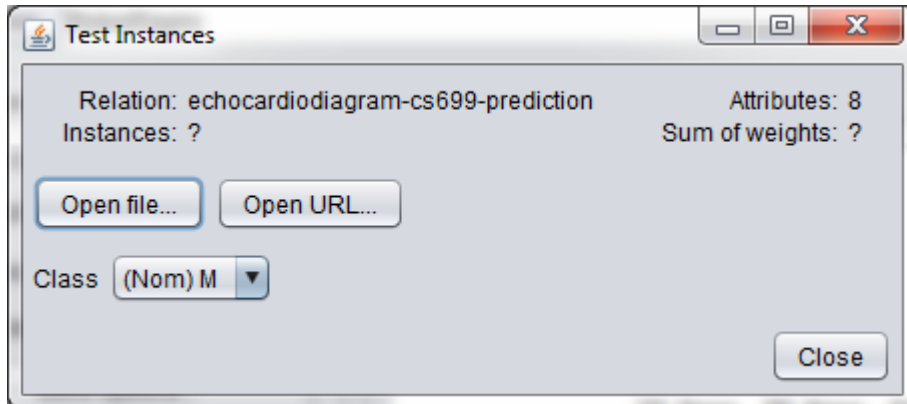 Test Instances
Relation: echocardiodiagram-cs699-prediction Attributes: 8
Instances: ? Sum of weights: ?
Open file... Open URL...
Class (Nom) M
Close